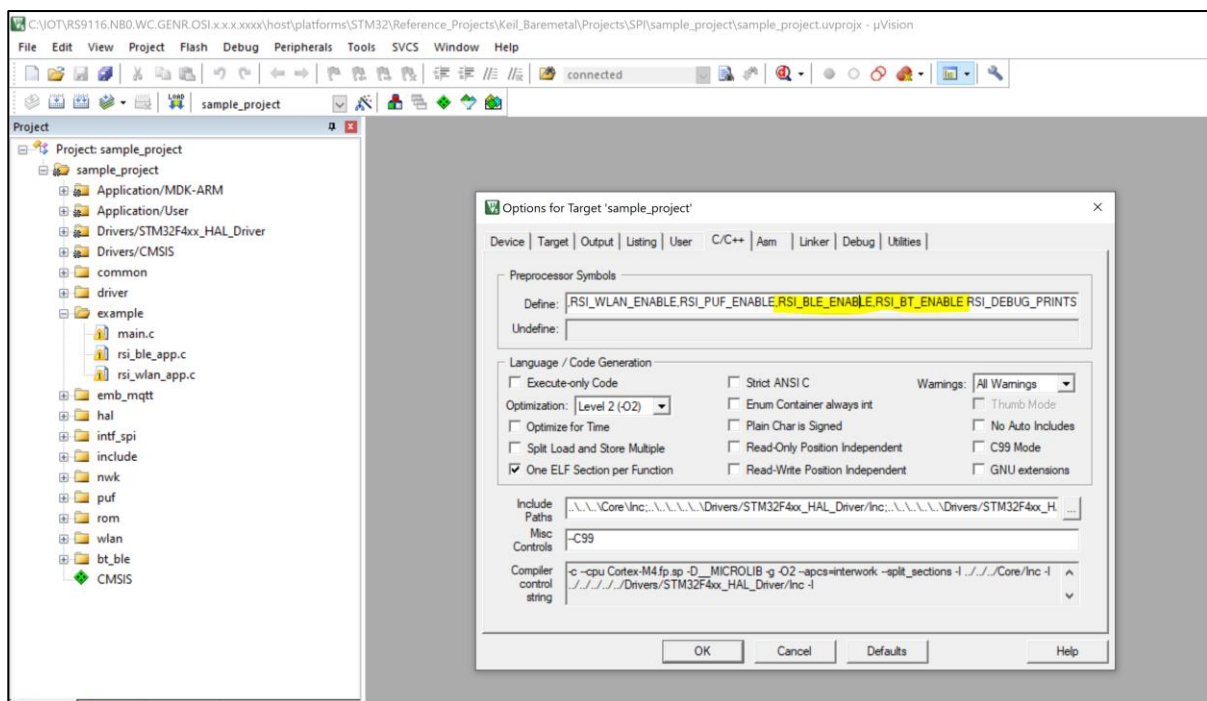 C:\IOT\RS9116.NB0.WC.GENR.OSI.x.x.x.xxxx\host\platforms\STM32\Reference_Projects\Keil_Baremetal\Projects\SPI\sample_project\sample_project.uvprojx - µVision
File Edit View Project Flash Debug Peripherals Tools SVCS Window Help
connected
LOAD sample_project
Project
Project: sample_project
sample_project
Application/MDK-ARM
Application/User
Drivers/STM32F4xx_HAL_Driver
Drivers/CMSIS
common
driver
example
main.c
rsi_ble_app.c
rsi_wlan_app.c
emb_mqtt
hal
intf_spi
include
nwk
puf
rom
wlan
bt_ble
CMSIS
Options for Target 'sample_project'
Device Target Output Listing User C/C++ Asm Linker Debug Utilities
Preprocessor Symbols
Define: ,RSI_WLAN_ENABLE,RSI_PUF_ENABLE,RSI_BLE_ENABLE,RSI_BT_ENABLE RSI_DEBUG_PRINTS
Undefine:
Language / Code Generation
Execute-only Code Strict ANSI C Warnings: All Warnings
Optimization: Level 2 (-O2) Enum Container always int Thumb Mode
Optimize for Time Plain Char is Signed No Auto Includes
Split Load and Store Multiple Read-Only Position Independent C99 Mode
One ELF Section per Function Read-Write Position Independent GNU extensions
Include Paths ..\..\..\Core\Inc;..\..\..\..\..\Drivers/STM32F4xx_HAL_Driver/Inc;..\..\..\..\..\Drivers/STM32F4xx_H. ...
Misc Controls --C99
Compiler control string -c --cpu Cortex-M4.fp.sp -D__MICROLIB -g -O2 --apcs=interwork --split_sections -I ../../../Core/Inc -I
../../../../../Drivers/STM32F4xx_HAL_Driver/Inc -I
OK Cancel Defaults Help